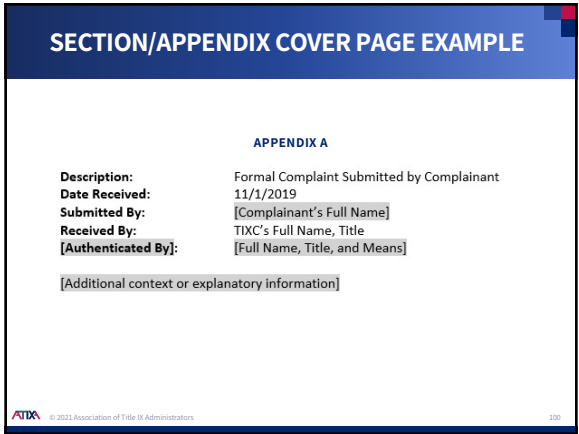 SECTION/APPENDIX COVER PAGE EXAMPLE
APPENDIX A
Description: Formal Complaint Submitted by Complainant
Date Received: 11/1/2019
Submitted By: [Complainant's Full Name]
Received By: TIXC's Full Name, Title
[Authenticated By]: [Full Name, Title, and Means]
[Additional context or explanatory information]
ATIXA © 2021 Association of Title IX Administrators 100